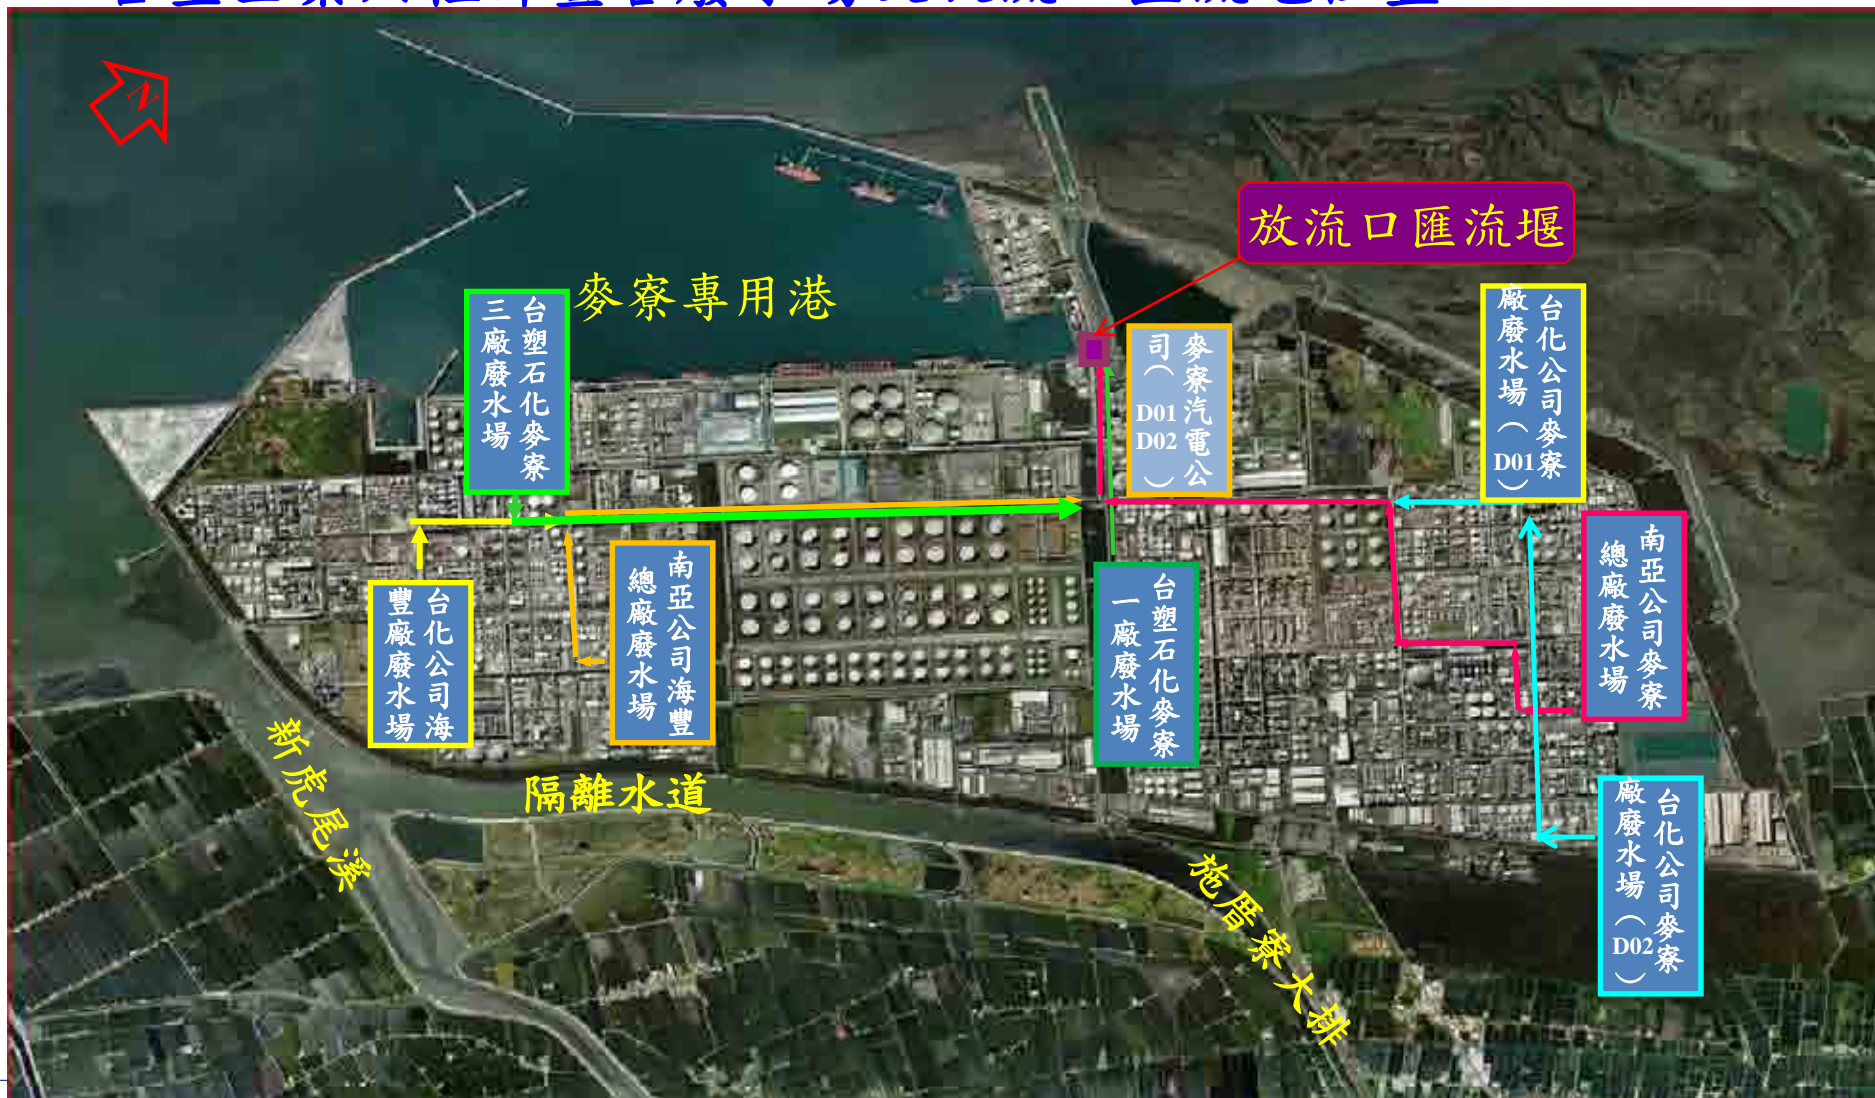 N
放流口匯流堰
麥寮專用港
台塑石化麥寮
三廠廢水場
麥寮汽電公
司（D01
D02）
台化公司麥寮
廠廢水場（D01）
南亞公司麥寮
總廠廢水場
台化公司海
豐廠廢水場
南亞公司海豐
總廠廢水場
台塑石化麥寮
一廠廢水場
台化公司麥寮
廠廢水場（D02）
新虎尾溪
隔離水道
施厝寮大排